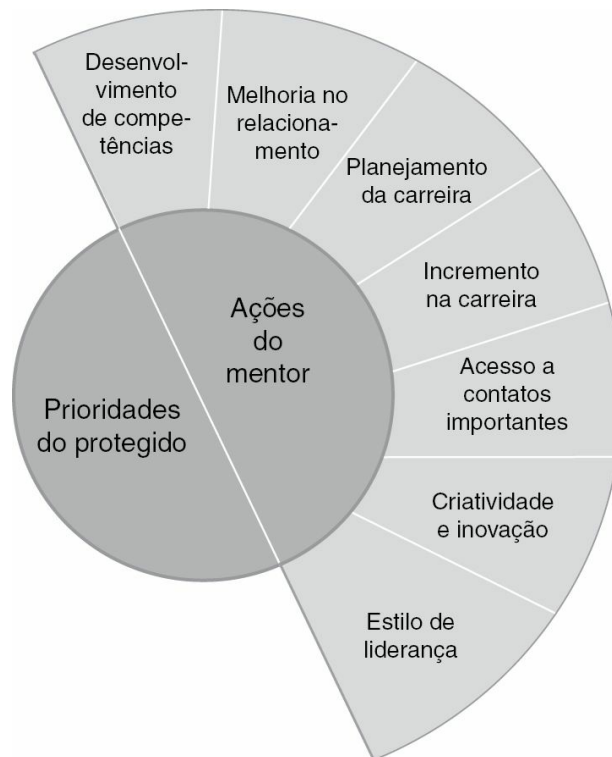 Desenvol-
vimento
de compe-
tências
Melhoria no
relaciona-
mento
Planejamento
da carreira
Incremento
na carreira
Acesso a
contatos
importantes
Criatividade
e inovação
Estilo de
liderança
Ações
do
mentor
Prioridades
do protegido